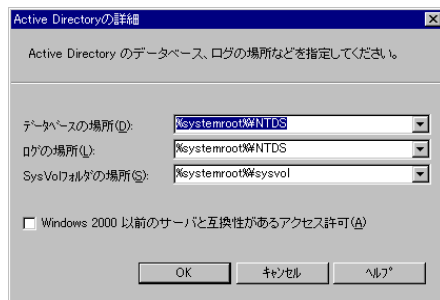 Active Directoryの詳細
Active Directory のデータベース、ログの場所などを指定してください。
ﾃﾞｰﾀﾍﾞｰｽの場所(D): %systemroot%¥NTDS
ﾛｸﾞの場所(L): %systemroot%¥NTDS
SysVolﾌｫﾙﾀﾞの場所(S): %systemroot%¥sysvol
Windows 2000 以前のサーバと互換性があるアクセス許可(A)
OK ｷｬﾝｾﾙ ﾍﾙﾌﾟ